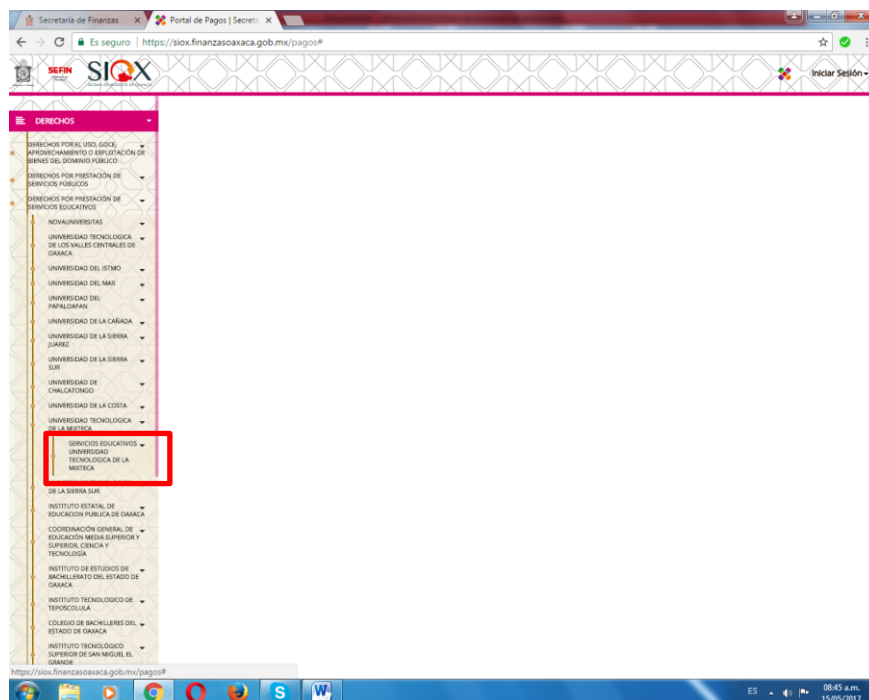 Secretaria de Finanzas
Portal de Pagos | Secreta
Es seguro
https://siox.finanzasoaxaca.gob.mx/pagos#
SEFIN
SIOX
Iniciar Sesión
DERECHOS
DERECHOS POR EL USO, GOCE,
APROVECHAMIENTO O EXPLOTACIÓN DE
BIENES DEL DOMINIO PÚBLICO
DERECHOS POR PRESTACIÓN DE
SERVICIOS PÚBLICOS
DERECHOS POR PRESTACIÓN DE
SERVICIOS EDUCATIVOS
NOVAUNIVERSITAS
UNIVERSIDAD TECNOLOGICA
DE LOS VALLES CENTRALES DE
OAXACA
UNIVERSIDAD DEL ISTMO
UNIVERSIDAD DEL MAR
UNIVERSIDAD DEL
PAPALOAPAN
UNIVERSIDAD DE LA CAÑADA
UNIVERSIDAD DE LA SIERRA
JUAREZ
UNIVERSIDAD DE LA SIERRA
SUR
UNIVERSIDAD DE
CHALCATONGO
UNIVERSIDAD DE LA COSTA
UNIVERSIDAD TECNOLOGICA
DE LA MIXTECA
SERVICIOS EDUCATIVOS
UNIVERSIDAD
TECNOLOGICA DE LA
MIXTECA
DE LA SIERRA SUR
INSTITUTO ESTATAL DE
EDUCACION PUBLICA DE OAXACA
COORDINACIÓN GENERAL DE
EDUCACIÓN MEDIA SUPERIOR Y
SUPERIOR, CIENCIA Y
TECNOLOGÍA
INSTITUTO DE ESTUDIOS DE
BACHILLERATO DEL ESTADO DE
OAXACA
INSTITUTO TECNOLOGICO DE
TEPOSCOLULA
COLEGIO DE BACHILLERES DEL
ESTADO DE OAXACA
INSTITUTO TECNOLÓGICO
SUPERIOR DE SAN MIGUEL EL
GRANDE
https://siox.finanzasoaxaca.gob.mx/pagos#
ES
08:45 a.m.
15/05/2017